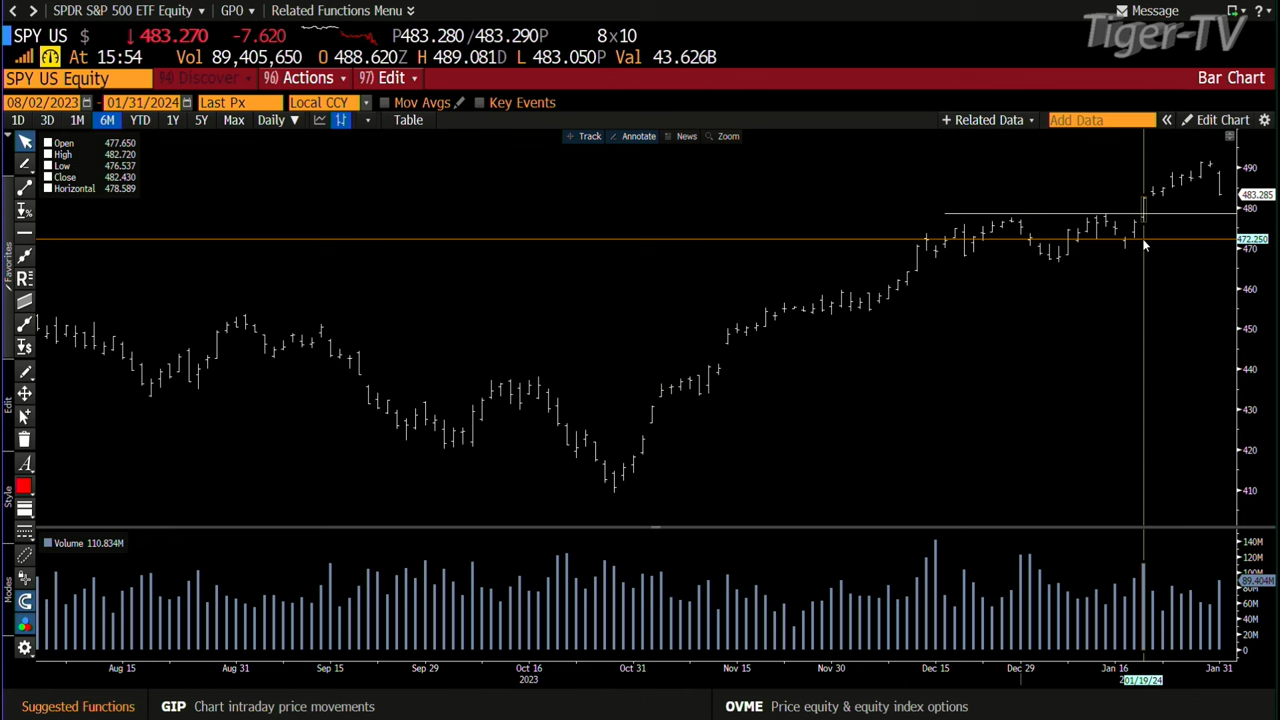 SPDR S&P 500 ETF Equity GPO Related Functions Menu Message
Tiger-TV
SPY US $ ↓483.270 -7.620 P483.280/483.290P 8x10
At 15:54 Vol 89,405,650 O 488.620Z H 489.081D L 483.050P Val 43.626B
SPY US Equity 94) Discover 96) Actions 97) Edit Bar Chart
08/02/2023 - 01/31/2024 Last Px Local CCY Mov Avgs Key Events
1D 3D 1M 6M YTD 1Y 5Y Max Daily ▼ Table + Related Data Add Data « Edit Chart
Track Annotate News Zoom
Open 477.650
High 482.720
Low 476.537
Close 482.430
Horizontal 478.589
490
483.285
480
472.250
470
460
450
440
430
420
410
Favorites
Edit
Style
Modes
Volume 110.834M
140M
120M
100M
89.404M
80M
60M
40M
20M
0
Aug 15 Aug 31 Sep 15 Sep 29 Oct 16 Oct 31 Nov 15 Nov 30 Dec 15 Dec 29 Jan 16 Jan 31
2023 01/19/24
Suggested Functions GIP Chart intraday price movements OVME Price equity & equity index options